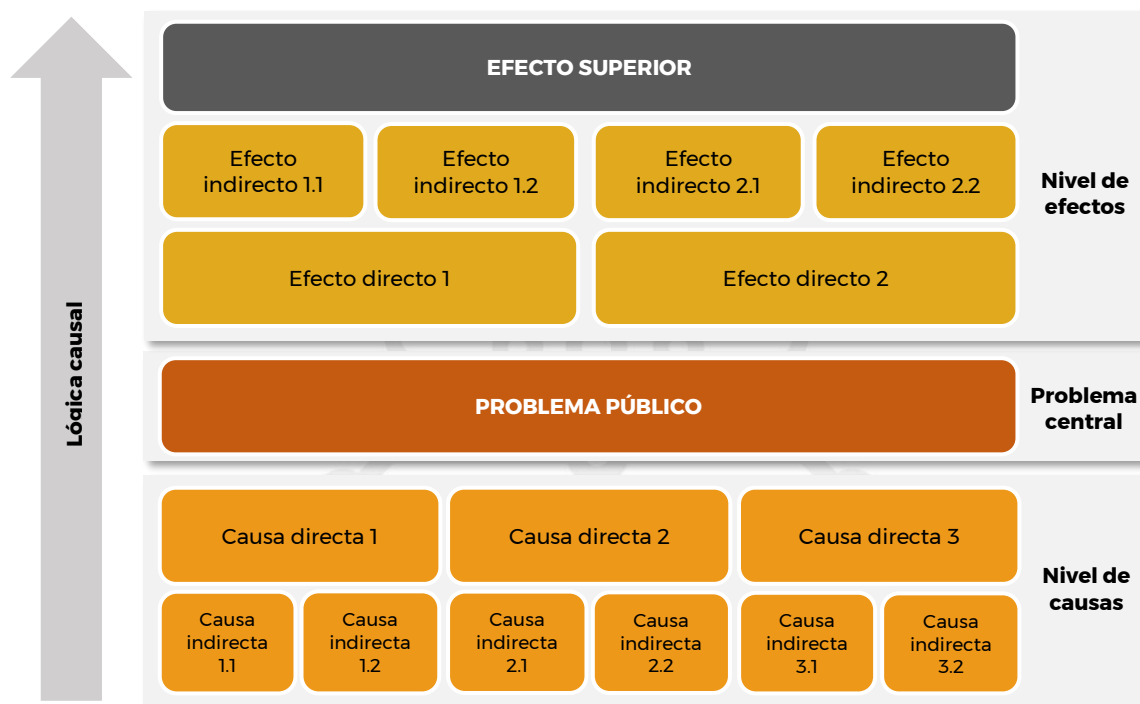 EFECTO SUPERIOR
Efecto
indirecto 1.1
Efecto
indirecto 1.2
Efecto
indirecto 2.1
Efecto
indirecto 2.2
Nivel de
efectos
Efecto directo 1
Efecto directo 2
Lógica causal
PROBLEMA PÚBLICO
Problema
central
Causa directa 1
Causa directa 2
Causa directa 3
Nivel de
causas
Causa
indirecta
1.1
Causa
indirecta
1.2
Causa
indirecta
2.1
Causa
indirecta
2.2
Causa
indirecta
3.1
Causa
indirecta
3.2